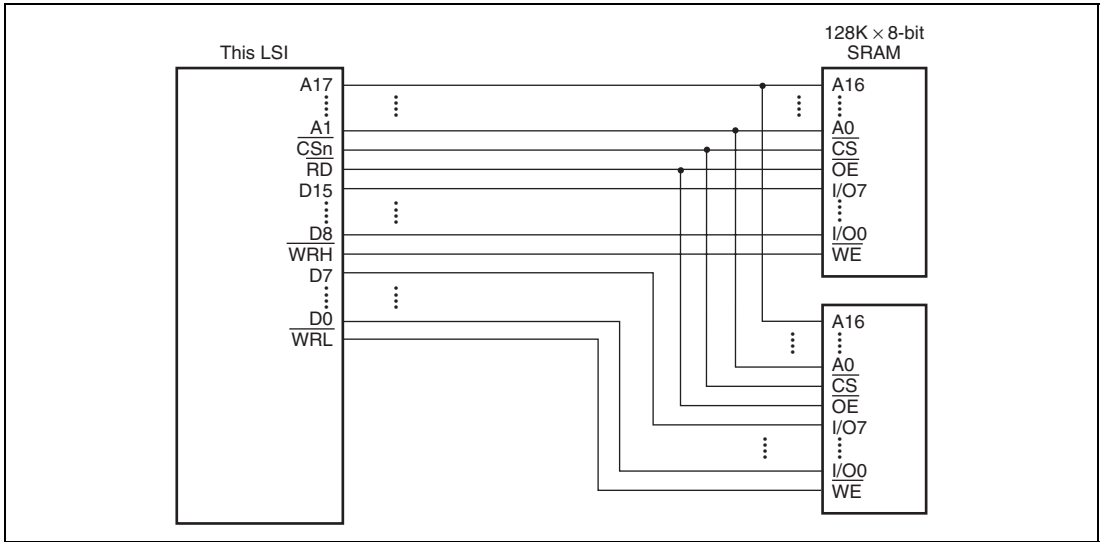 This LSI
A17
A1
CSn
RD
D15
D8
WRH
D7
D0
WRL
128K × 8-bit
SRAM
A16
A0
CS
OE
I/O7
I/O0
WE
A16
A0
CS
OE
I/O7
I/O0
WE